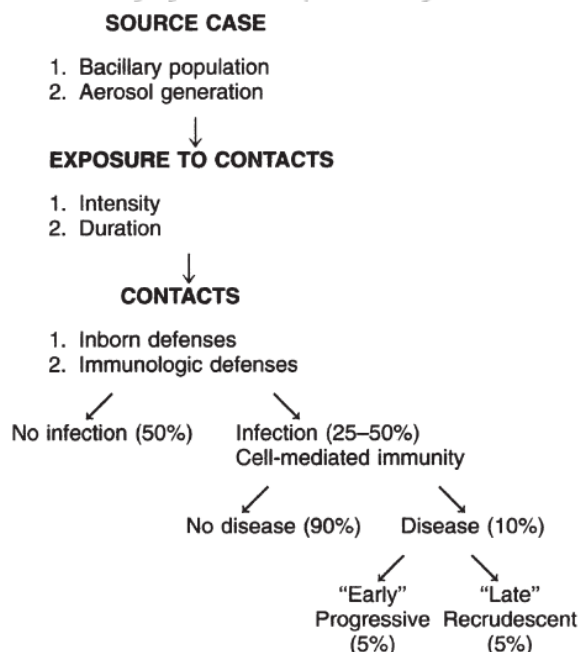 SOURCE CASE
1. Bacillary population
2. Aerosol generation
EXPOSURE TO CONTACTS
1. Intensity
2. Duration
CONTACTS
1. Inborn defenses
2. Immunologic defenses
No infection (50%) Infection (25–50%)
Cell-mediated immunity
No disease (90%) Disease (10%)
“Early” “Late”
Progressive Recrudescent
(5%) (5%)